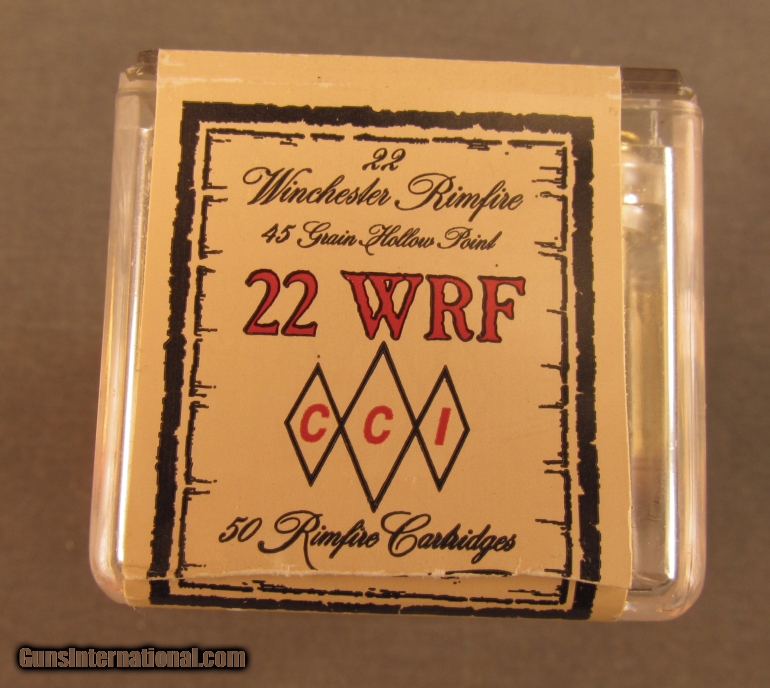 22
Winchester Rimfire
45 Grain Hollow Point
22 WRF
C C I
50 Rimfire Cartridges
GunsInternational.com